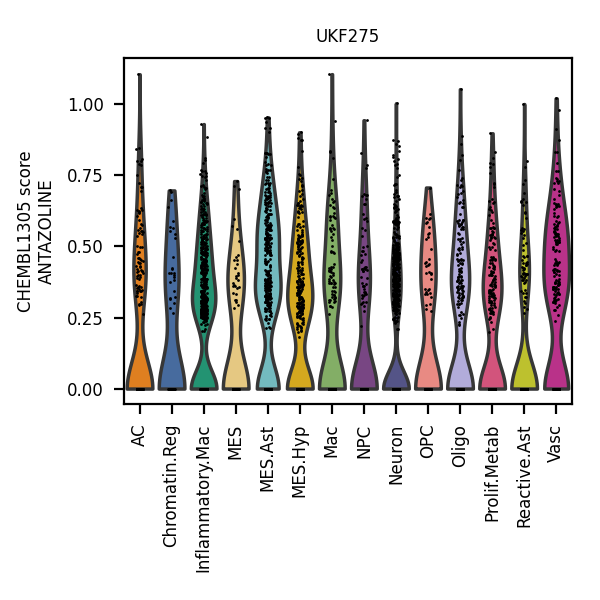 UKF275
CHEMBL1305 score
ANTAZOLINE
1.00
0.75
0.50
0.25
0.00
AC
Chromatin.Reg
Inflammatory.Mac
MES
MES.Ast
MES.Hyp
Mac
NPC
Neuron
OPC
Oligo
Prolif.Metab
Reactive.Ast
Vasc